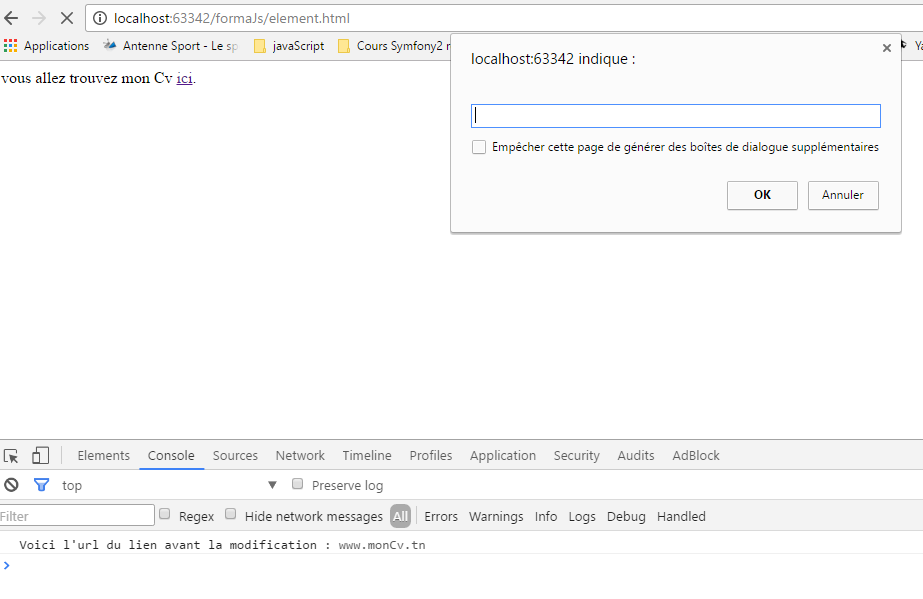 localhost:63342/formaJs/element.html
Applications Antenne Sport - Le sp javaScript Cours Symfony2 r Ya
localhost:63342 indique :
Empêcher cette page de générer des boîtes de dialogue supplémentaires
OK Annuler
vous allez trouvez mon Cv ici.
Elements Console Sources Network Timeline Profiles Application Security Audits AdBlock
top Preserve log
Filter Regex Hide network messages All Errors Warnings Info Logs Debug Handled
Voici l'url du lien avant la modification : www.monCv.tn